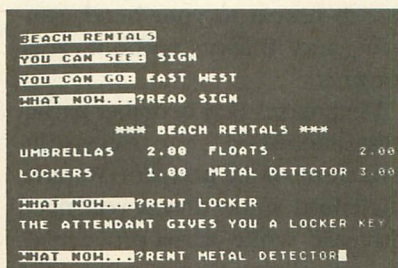 BEACH RENTALS
YOU CAN SEE: SIGN
YOU CAN GO: EAST WEST
WHAT NOW...?READ SIGN
*** BEACH RENTALS ***
UMBRELLAS 2.00 FLOATS 2.00
LOCKERS 1.00 METAL DETECTOR 3.00
WHAT NOW...?RENT LOCKER
THE ATTENDANT GIVES YOU A LOCKER KEY
WHAT NOW...?RENT METAL DETECTOR